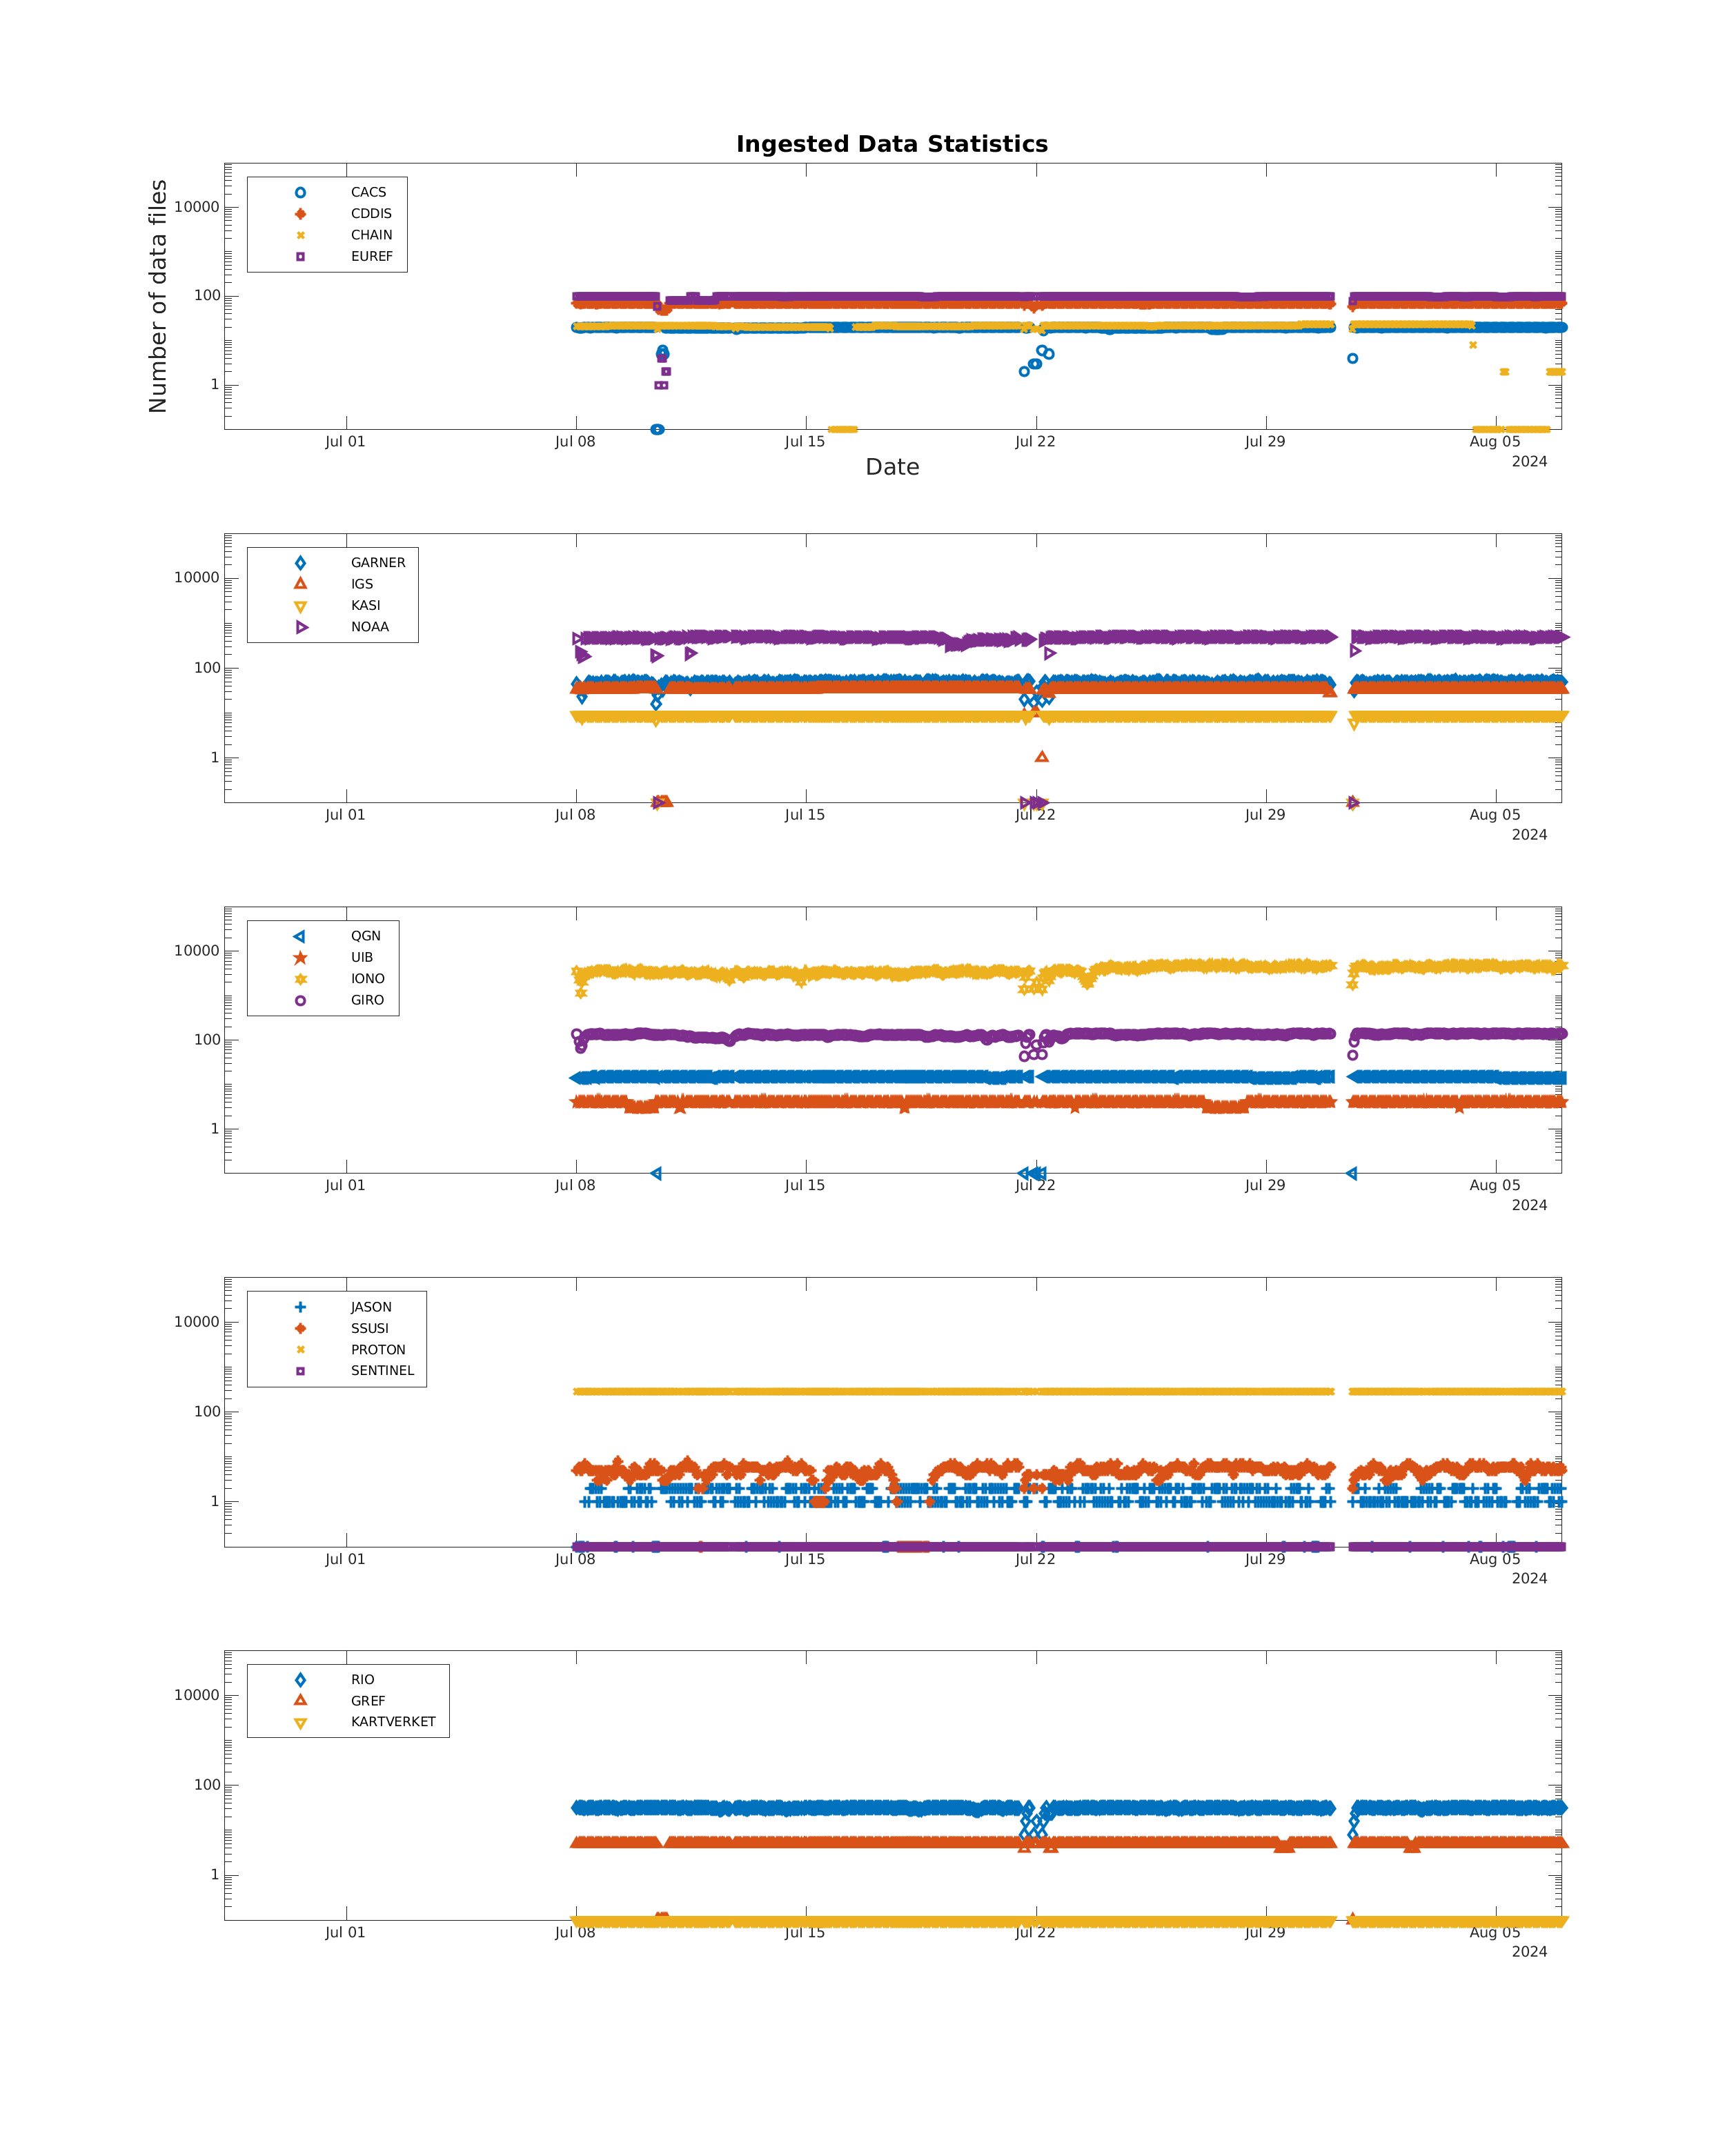 Ingested Data Statistics
Number of data files
10000
100
1
CACS
CDDIS
CHAIN
EUREF
Jul 01 Jul 08 Jul 15 Jul 22 Jul 29 Aug 05
2024
Date
10000
100
1
GARNER
IGS
KASI
NOAA
Jul 01 Jul 08 Jul 15 Jul 22 Jul 29 Aug 05
2024
10000
100
1
QGN
UIB
IONO
GIRO
Jul 01 Jul 08 Jul 15 Jul 22 Jul 29 Aug 05
2024
10000
100
1
JASON
SSUSI
PROTON
SENTINEL
Jul 01 Jul 08 Jul 15 Jul 22 Jul 29 Aug 05
2024
10000
100
1
RIO
GREF
KARTVERKET
Jul 01 Jul 08 Jul 15 Jul 22 Jul 29 Aug 05
2024